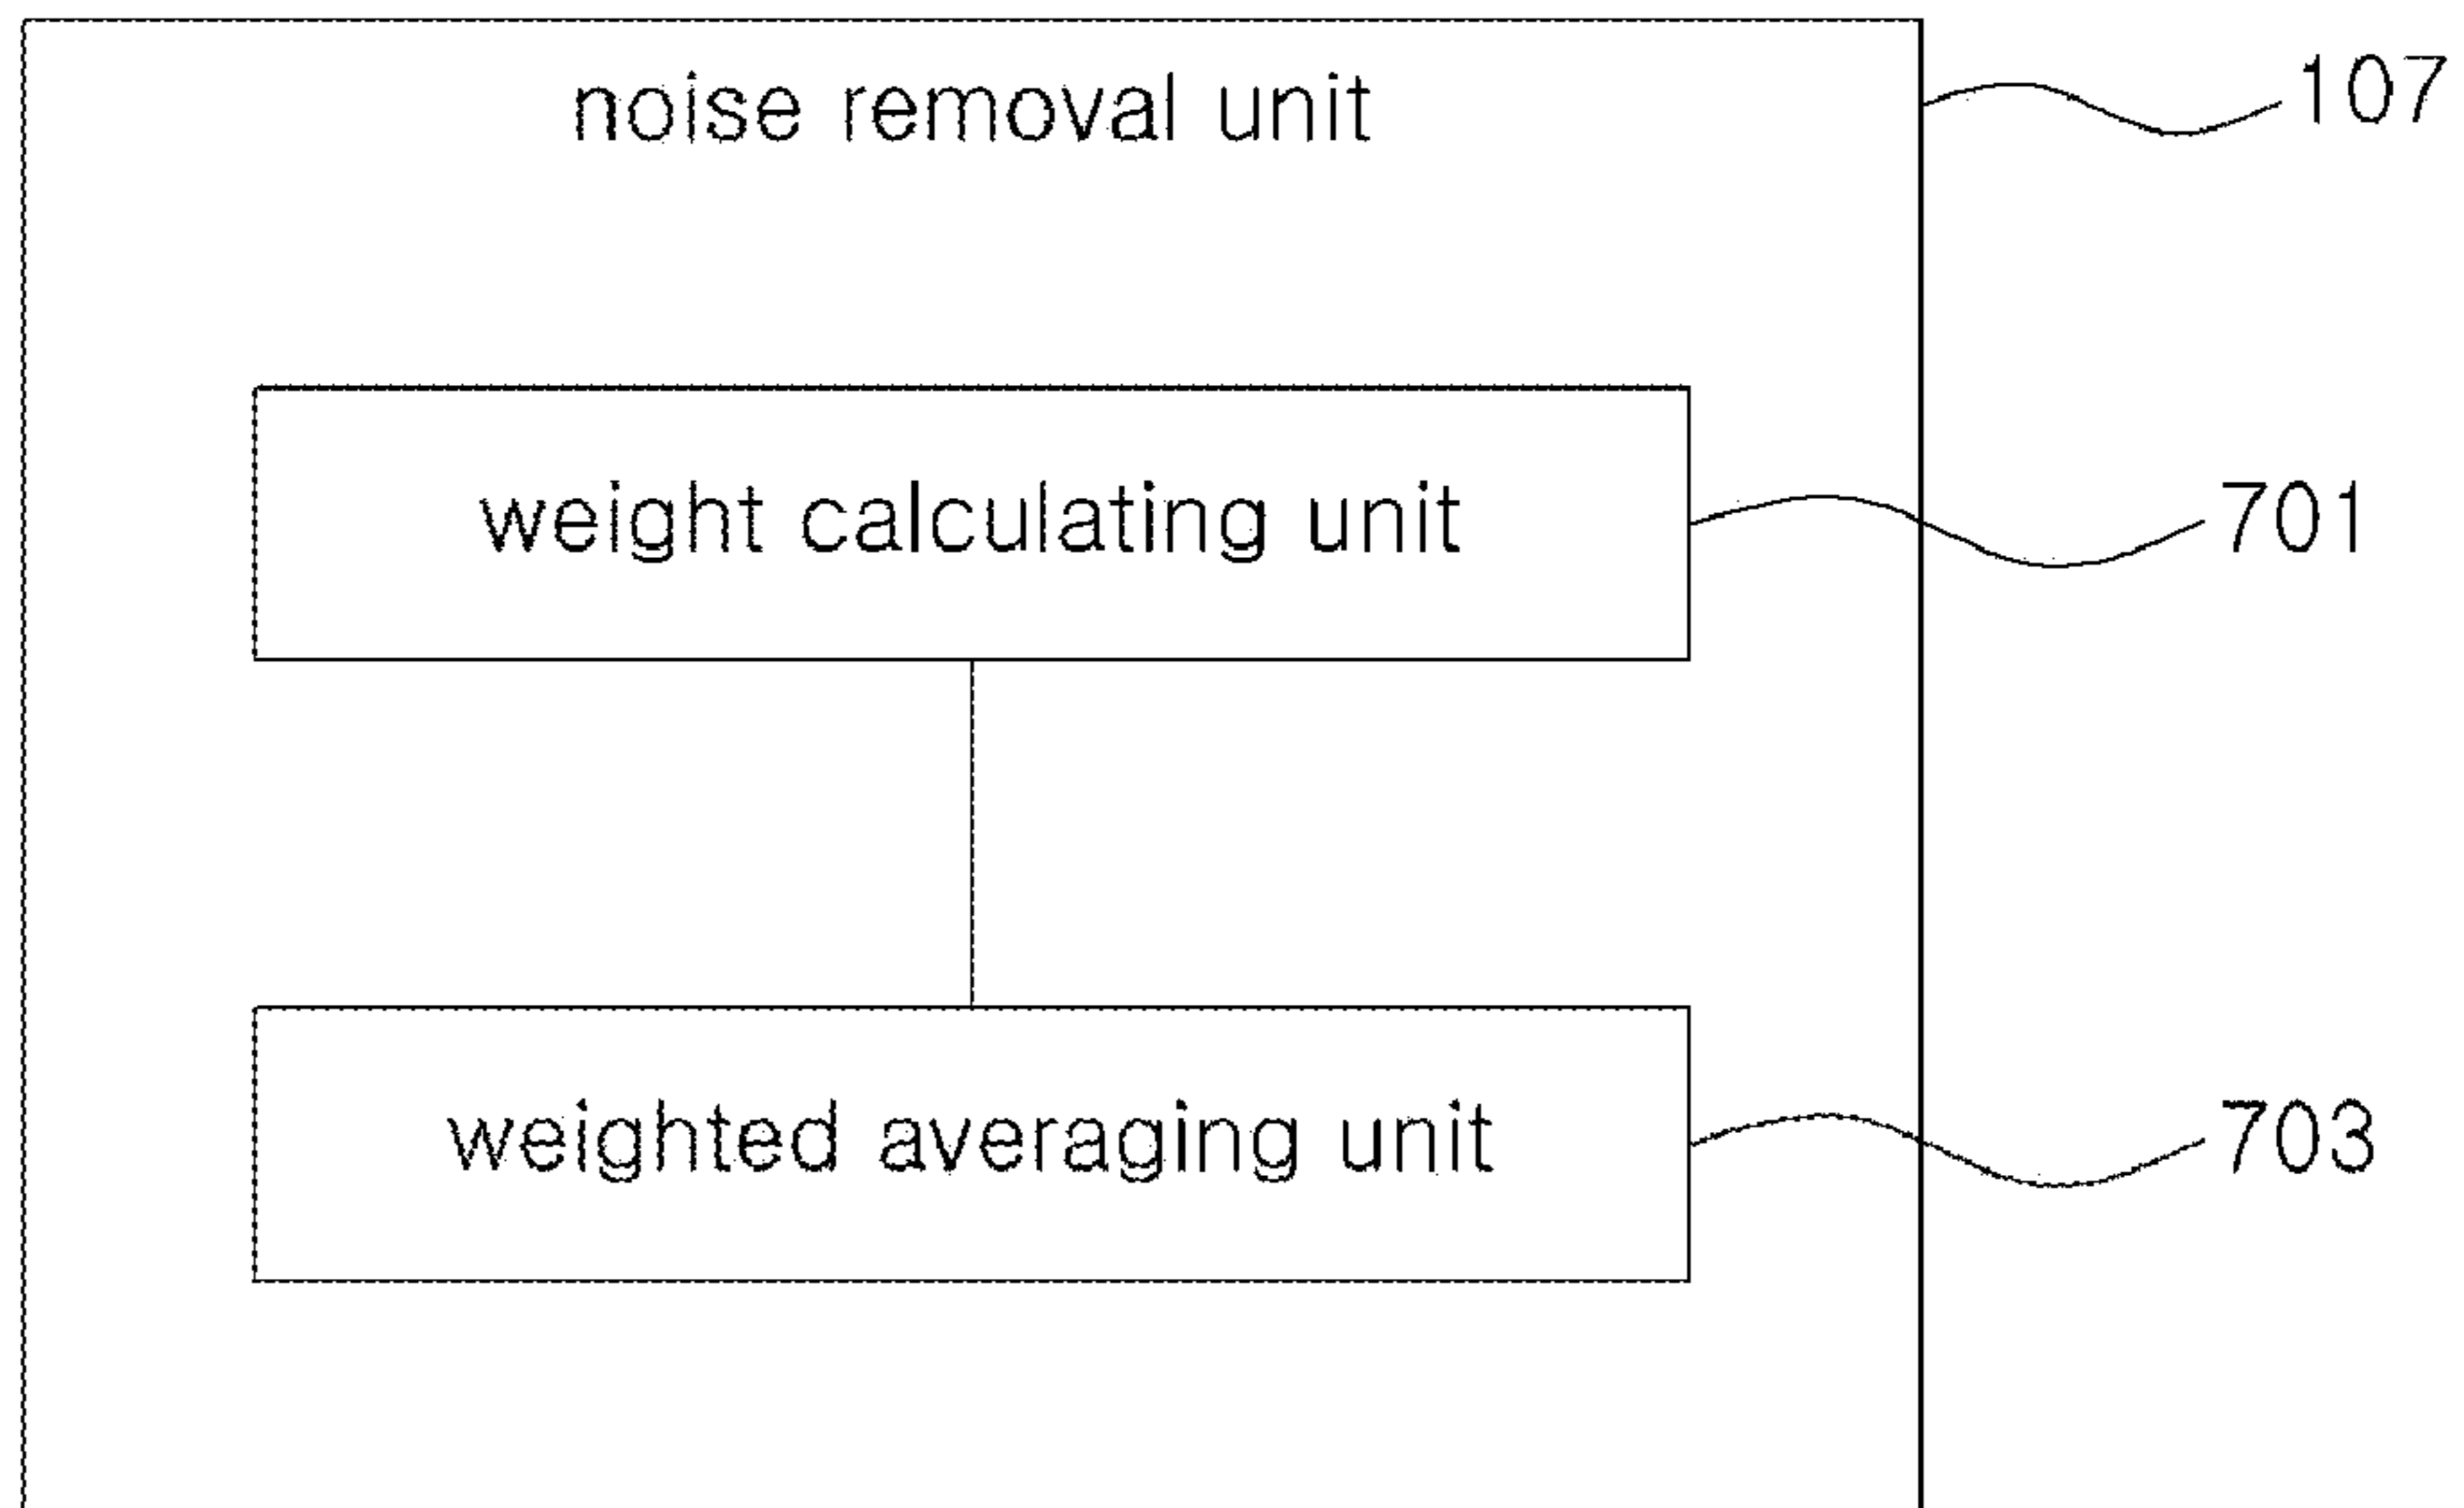 noise removal unit 107
weight calculating unit 701
weighted averaging unit 703